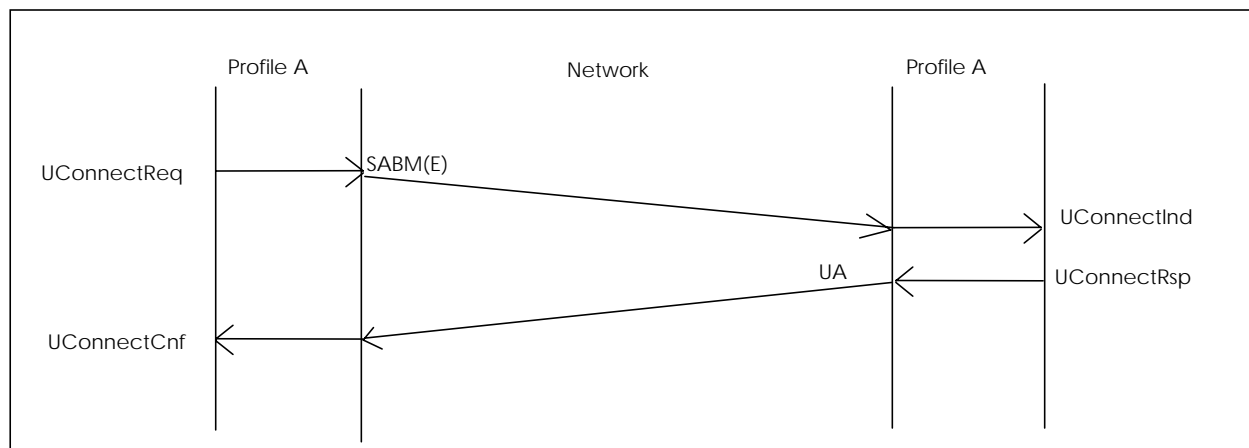 Profile A
Network
Profile A
UConnectReq
SABM(E)
UConnectInd
UA
UConnectRsp
UConnectCnf